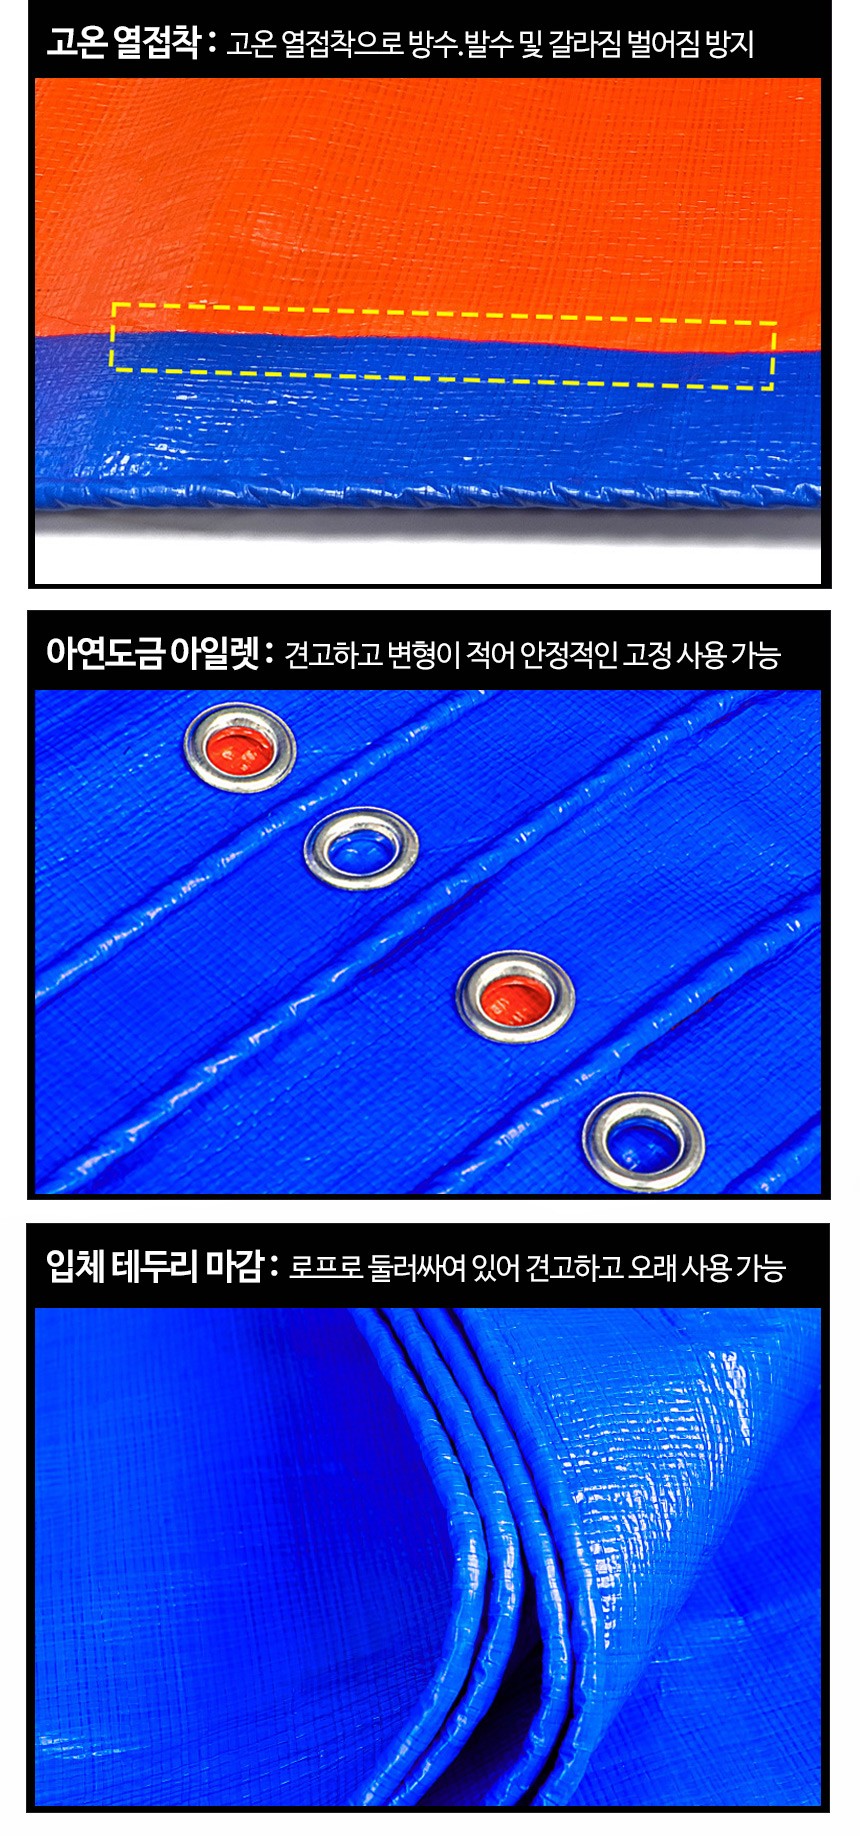 고온 열접착 : 고온 열접착으로 방수.발수 및 갈라짐 벌어짐 방지
아연도금 아일렛 : 견고하고 변형이 적어 안정적인 고정 사용 가능
입체 테두리 마감 : 로프로 둘러싸여 있어 견고하고 오래 사용 가능